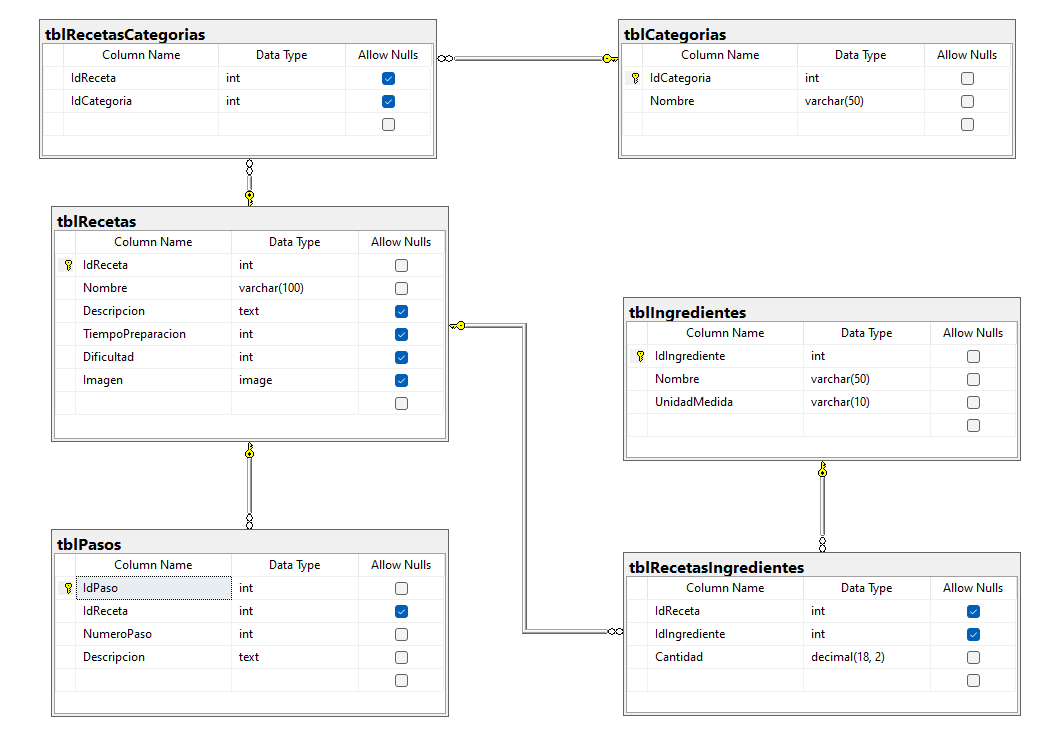 tblRecetasCategorias
Column Name Data Type Allow Nulls
IdReceta int
IdCategoria int
tblCategorias
Column Name Data Type Allow Nulls
IdCategoria int
Nombre varchar(50)
tblRecetas
Column Name Data Type Allow Nulls
IdReceta int
Nombre varchar(100)
Descripcion text
TiempoPreparacion int
Dificultad int
Imagen image
tblIngredientes
Column Name Data Type Allow Nulls
IdIngrediente int
Nombre varchar(50)
UnidadMedida varchar(10)
tblPasos
Column Name Data Type Allow Nulls
IdPaso int
IdReceta int
NumeroPaso int
Descripcion text
tblRecetasIngredientes
Column Name Data Type Allow Nulls
IdReceta int
IdIngrediente int
Cantidad decimal(18, 2)